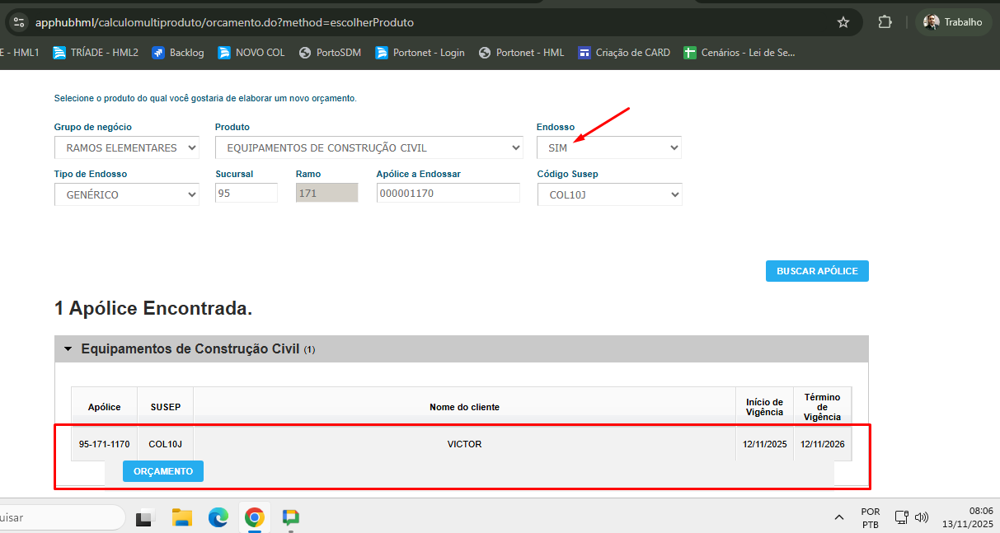 apphubhml/calculomultiproduto/orcamento.do?method=escolherProduto
Trabalho
E - HML1 TRÍADE - HML2 Backlog NOVO COL PortoSDM Portonet - Login Portonet - HML Criação de CARD Cenários - Lei de Se...
Selecione o produto do qual você gostaria de elaborar um novo orçamento.
Grupo de negócio Produto Endosso
RAMOS ELEMENTARES EQUIPAMENTOS DE CONSTRUÇÃO CIVIL SIM
Tipo de Endosso Sucursal Ramo Apólice a Endossar Código Susep
GENÉRICO 95 171 000001170 COL10J
BUSCAR APÓLICE
1 Apólice Encontrada.
Equipamentos de Construção Civil (1)
Apólice SUSEP Nome do cliente Início de Vigência Término de Vigência
95-171-1170 COL10J VICTOR 12/11/2025 12/11/2026
ORÇAMENTO
uisar
POR
PTB
08:06
13/11/2025